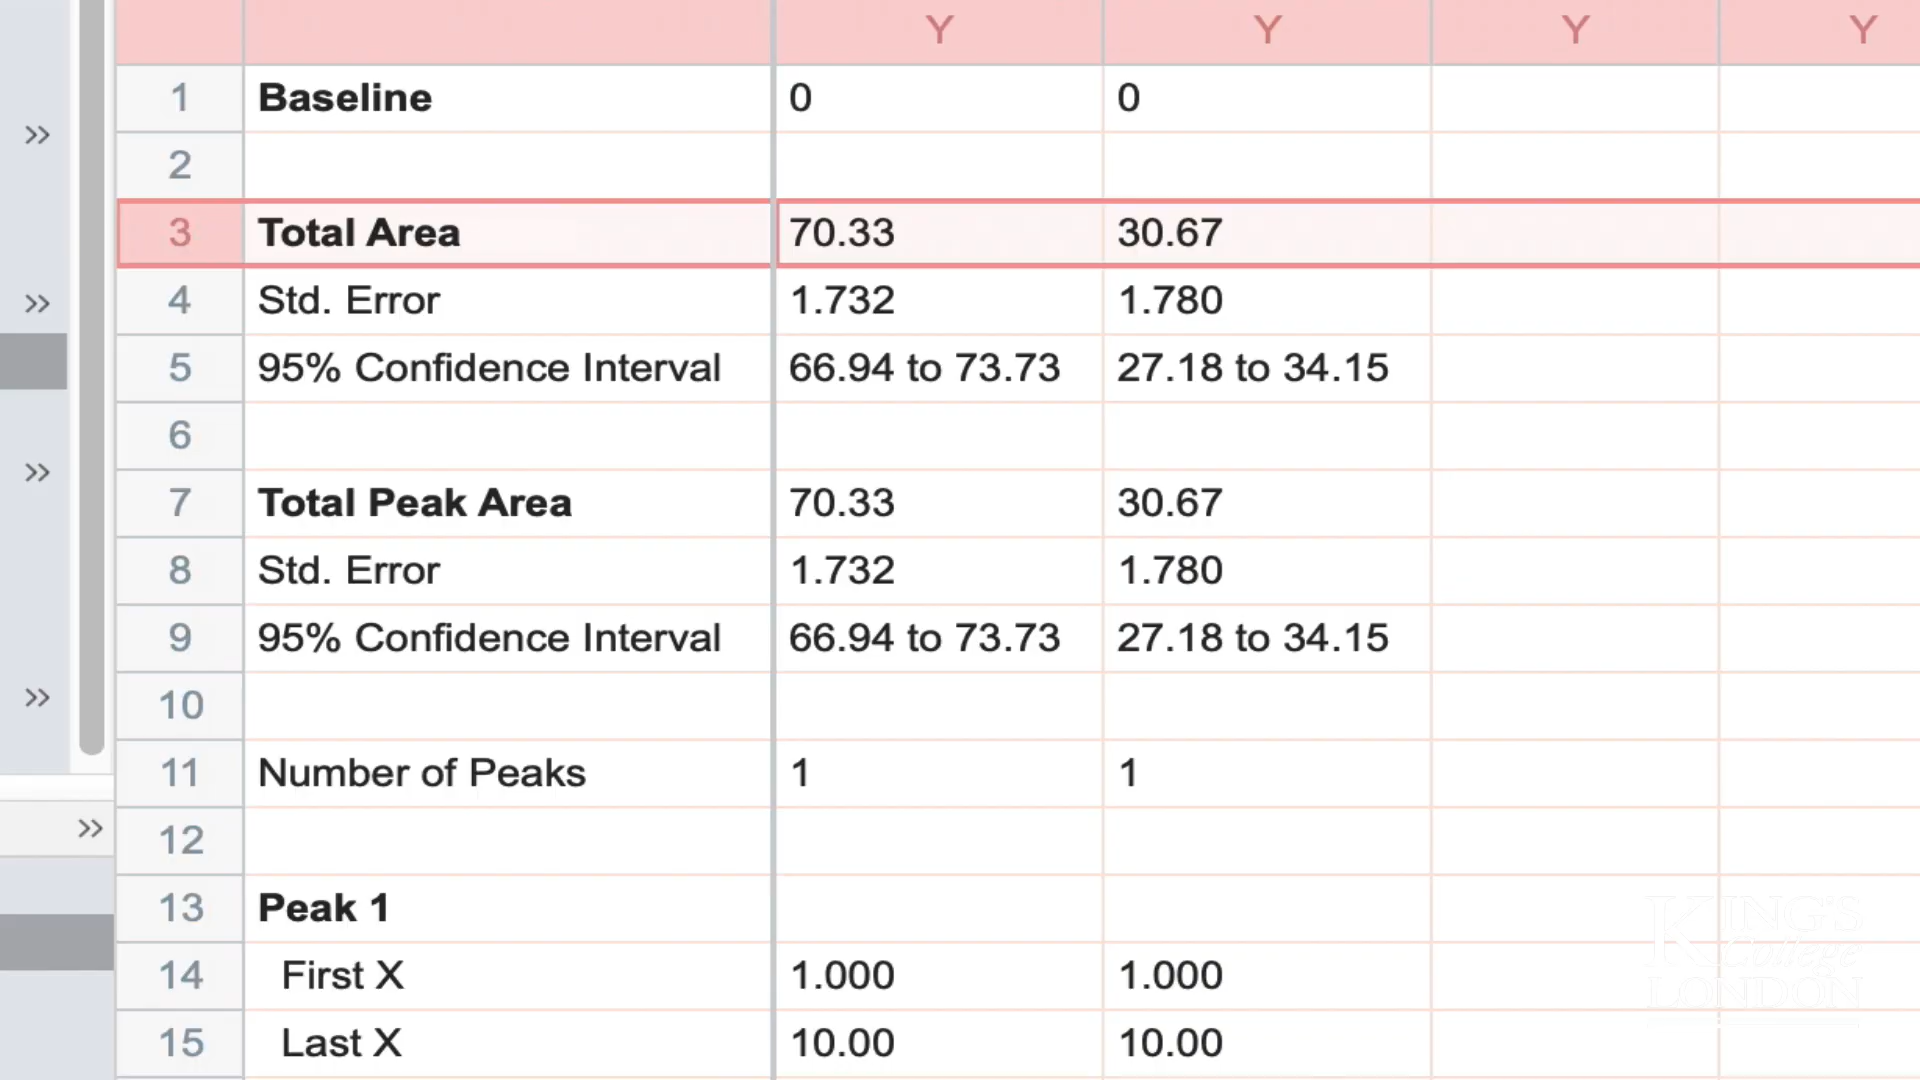 Y Y Y Y
1 Baseline 0 0
2
3 Total Area 70.33 30.67
4 Std. Error 1.732 1.780
5 95% Confidence Interval 66.94 to 73.73 27.18 to 34.15
6
7 Total Peak Area 70.33 30.67
8 Std. Error 1.732 1.780
9 95% Confidence Interval 66.94 to 73.73 27.18 to 34.15
10
11 Number of Peaks 1 1
12
13 Peak 1
14 First X 1.000 1.000
15 Last X 10.00 10.00
KING'S
College
LONDON